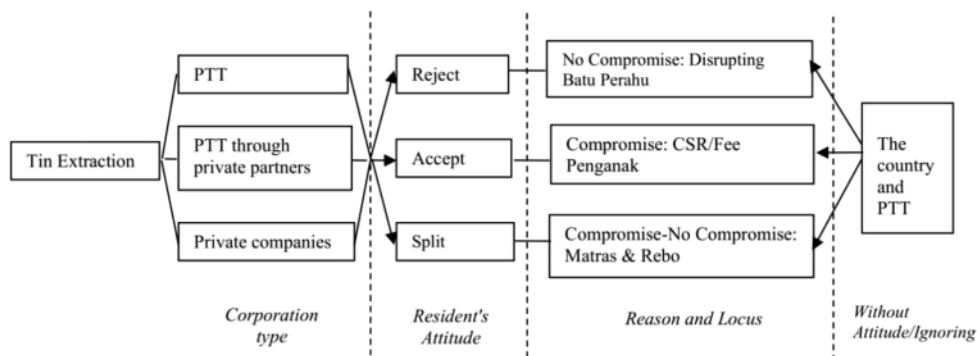 Tin Extraction
PTT
PTT through
private partners
Private companies
Reject
Accept
Split
No Compromise: Disrupting
Batu Perahu
Compromise: CSR/Fee
Penganak
Compromise-No Compromise:
Matras & Rebo
The
country
and
PTT
Corporation
type
Resident's
Attitude
Reason and Locus
Without
Attitude/Ignoring